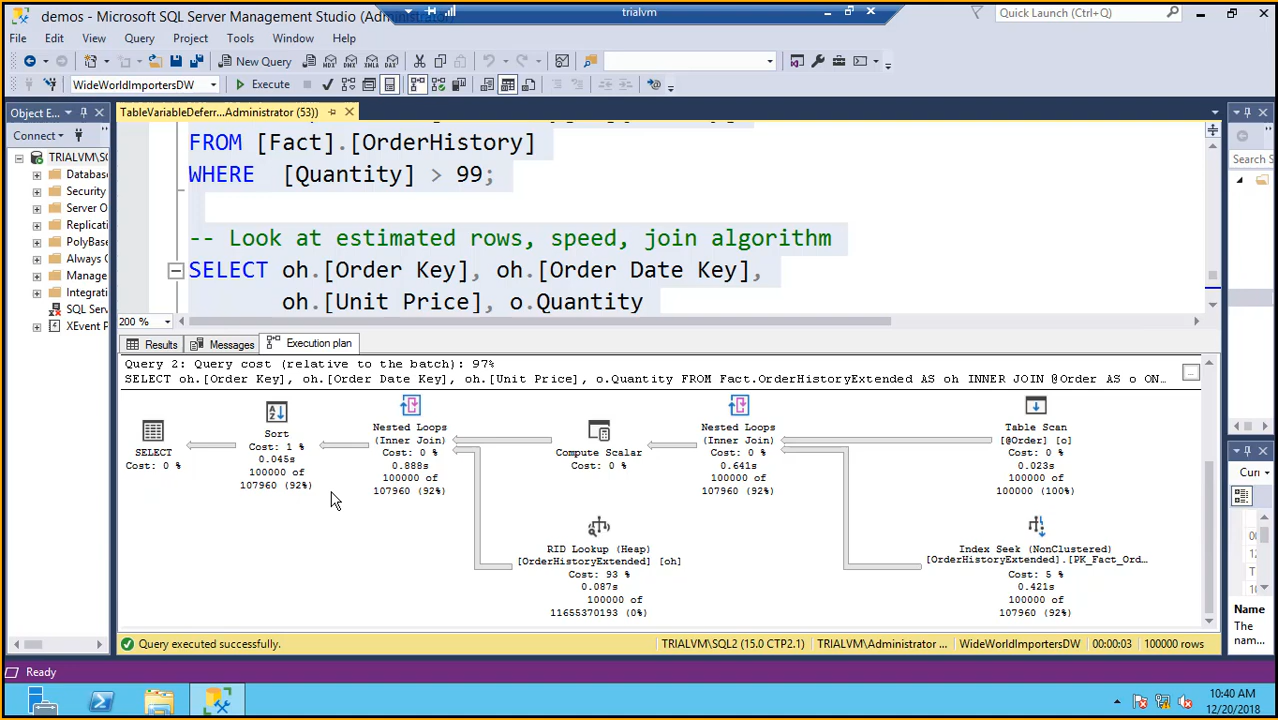 demos - Microsoft SQL Server Management Studio (Administrator)
trialvm
Quick Launch (Ctrl+Q)
File Edit View Query Project Tools Window Help
New Query
WideWorldImportersDW
Execute
Object E...
TableVariableDeferr...Administrator (53))
Connect
TRIALVM\SQ
Databas
Security
Server O
Replicati
PolyBase
Always O
Manage
Integrati
SQL Serv
XEvent P
FROM [Fact].[OrderHistory]
WHERE [Quantity] > 99;
-- Look at estimated rows, speed, join algorithm
SELECT oh.[Order Key], oh.[Order Date Key],
oh.[Unit Price], o.Quantity
200 %
Results Messages Execution plan
Query 2: Query cost (relative to the batch): 97%
SELECT oh.[Order Key], oh.[Order Date Key], oh.[Unit Price], o.Quantity FROM Fact.OrderHistoryExtended AS oh INNER JOIN @Order AS o ON...
SELECT
Cost: 0 %
Sort
Cost: 1 %
0.045s
100000 of
107960 (92%)
Nested Loops
(Inner Join)
Cost: 0 %
0.888s
100000 of
107960 (92%)
Compute Scalar
Cost: 0 %
Nested Loops
(Inner Join)
Cost: 0 %
0.641s
100000 of
107960 (92%)
Table Scan
[@Order] [o]
Cost: 0 %
0.023s
100000 of
100000 (100%)
RID Lookup (Heap)
[OrderHistoryExtended] [oh]
Cost: 93 %
0.087s
100000 of
11655370193 (0%)
Index Seek (NonClustered)
[OrderHistoryExtended].[PK_Fact_Ord...
Cost: 5 %
0.421s
100000 of
107960 (92%)
Search S
Curr
00
12
T
1
Name
The
nam...
Query executed successfully.
TRIALVM\SQL2 (15.0 CTP2.1) TRIALVM\Administrator ... WideWorldImportersDW 00:00:03 100000 rows
Ready
10:40 AM
12/20/2018